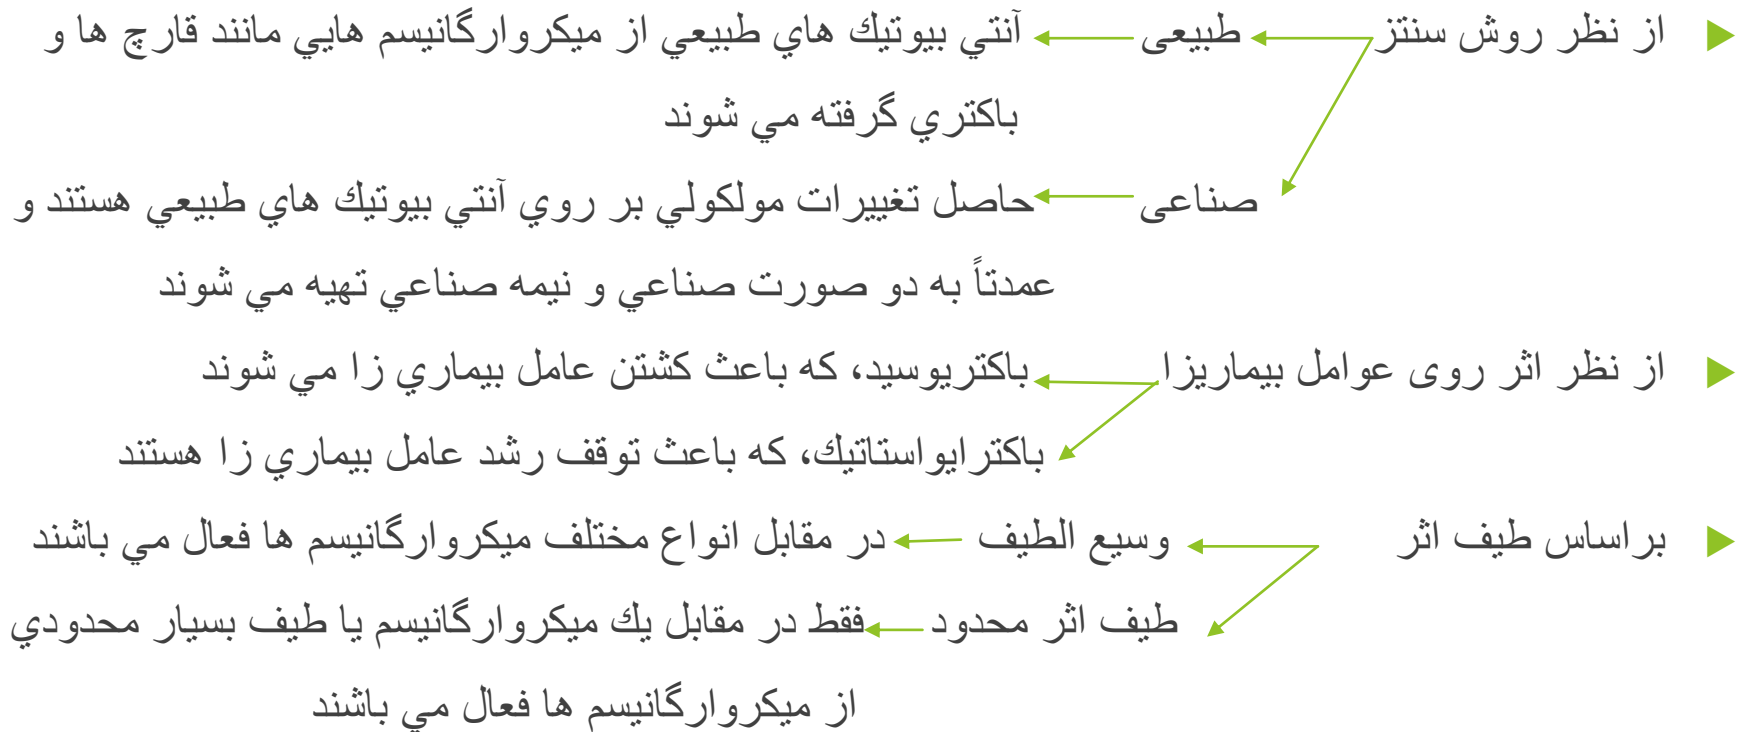 از نظر روش سنتز طبیعی آنتي بيوتيك هاي طبيعي از ميكروارگانيسم هايي مانند قارچ ها و
باكتري گرفته مي شوند
صناعی حاصل تغييرات مولكولي بر روي آنتي بيوتيك هاي طبيعي هستند و
عمدتاً به دو صورت صناعي و نيمه صناعي تهيه مي شوند
از نظر اثر روی عوامل بیماریزا باكتريوسيد، كه باعث كشتن عامل بيماري زا مي شوند
باكترايواستاتيك، كه باعث توقف رشد عامل بيماري زا هستند
براساس طیف اثر وسیع الطیف در مقابل انواع مختلف ميكروارگانيسم ها فعال مي باشند
طیف اثر محدود فقط در مقابل يك ميكروارگانيسم يا طيف بسيار محدودي
از ميكروارگانيسم ها فعال مي باشند